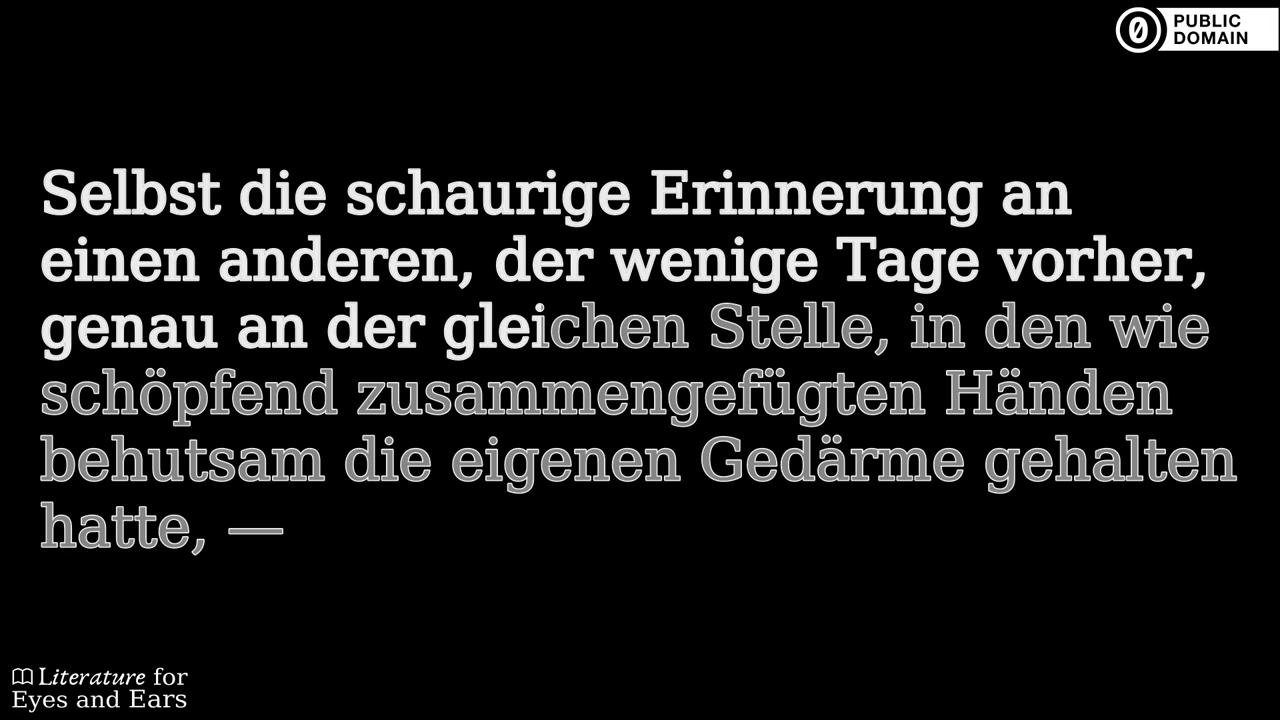 PUBLIC
DOMAIN
Selbst die schaurige Erinnerung an
einen anderen, der wenige Tage vorher,
genau an der gleichen Stelle, in den wie
schöpfend zusammengefügten Händen
behutsam die eigenen Gedärme gehalten
hatte, —
Literature for
Eyes and Ears